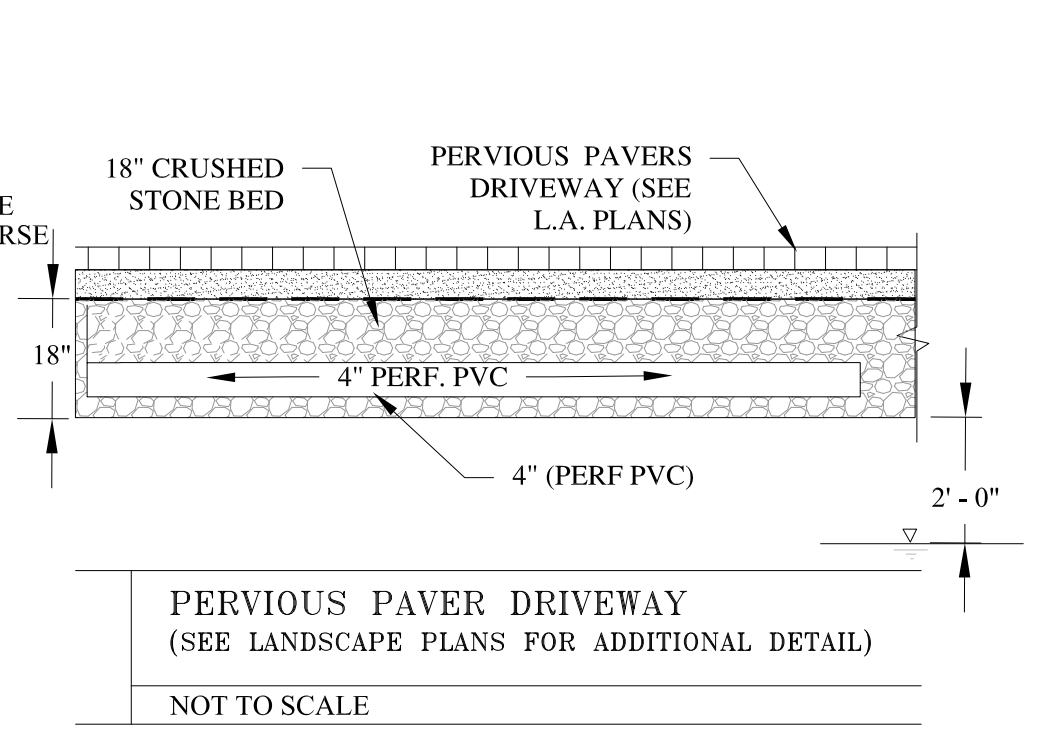 18" CRUSHED
STONE BED
PERVIOUS PAVERS
DRIVEWAY (SEE
L.A. PLANS)
E
RSE
18"
4" PERF. PVC
4" (PERF PVC)
2' - 0"
PERVIOUS PAVER DRIVEWAY
(SEE LANDSCAPE PLANS FOR ADDITIONAL DETAIL)
NOT TO SCALE